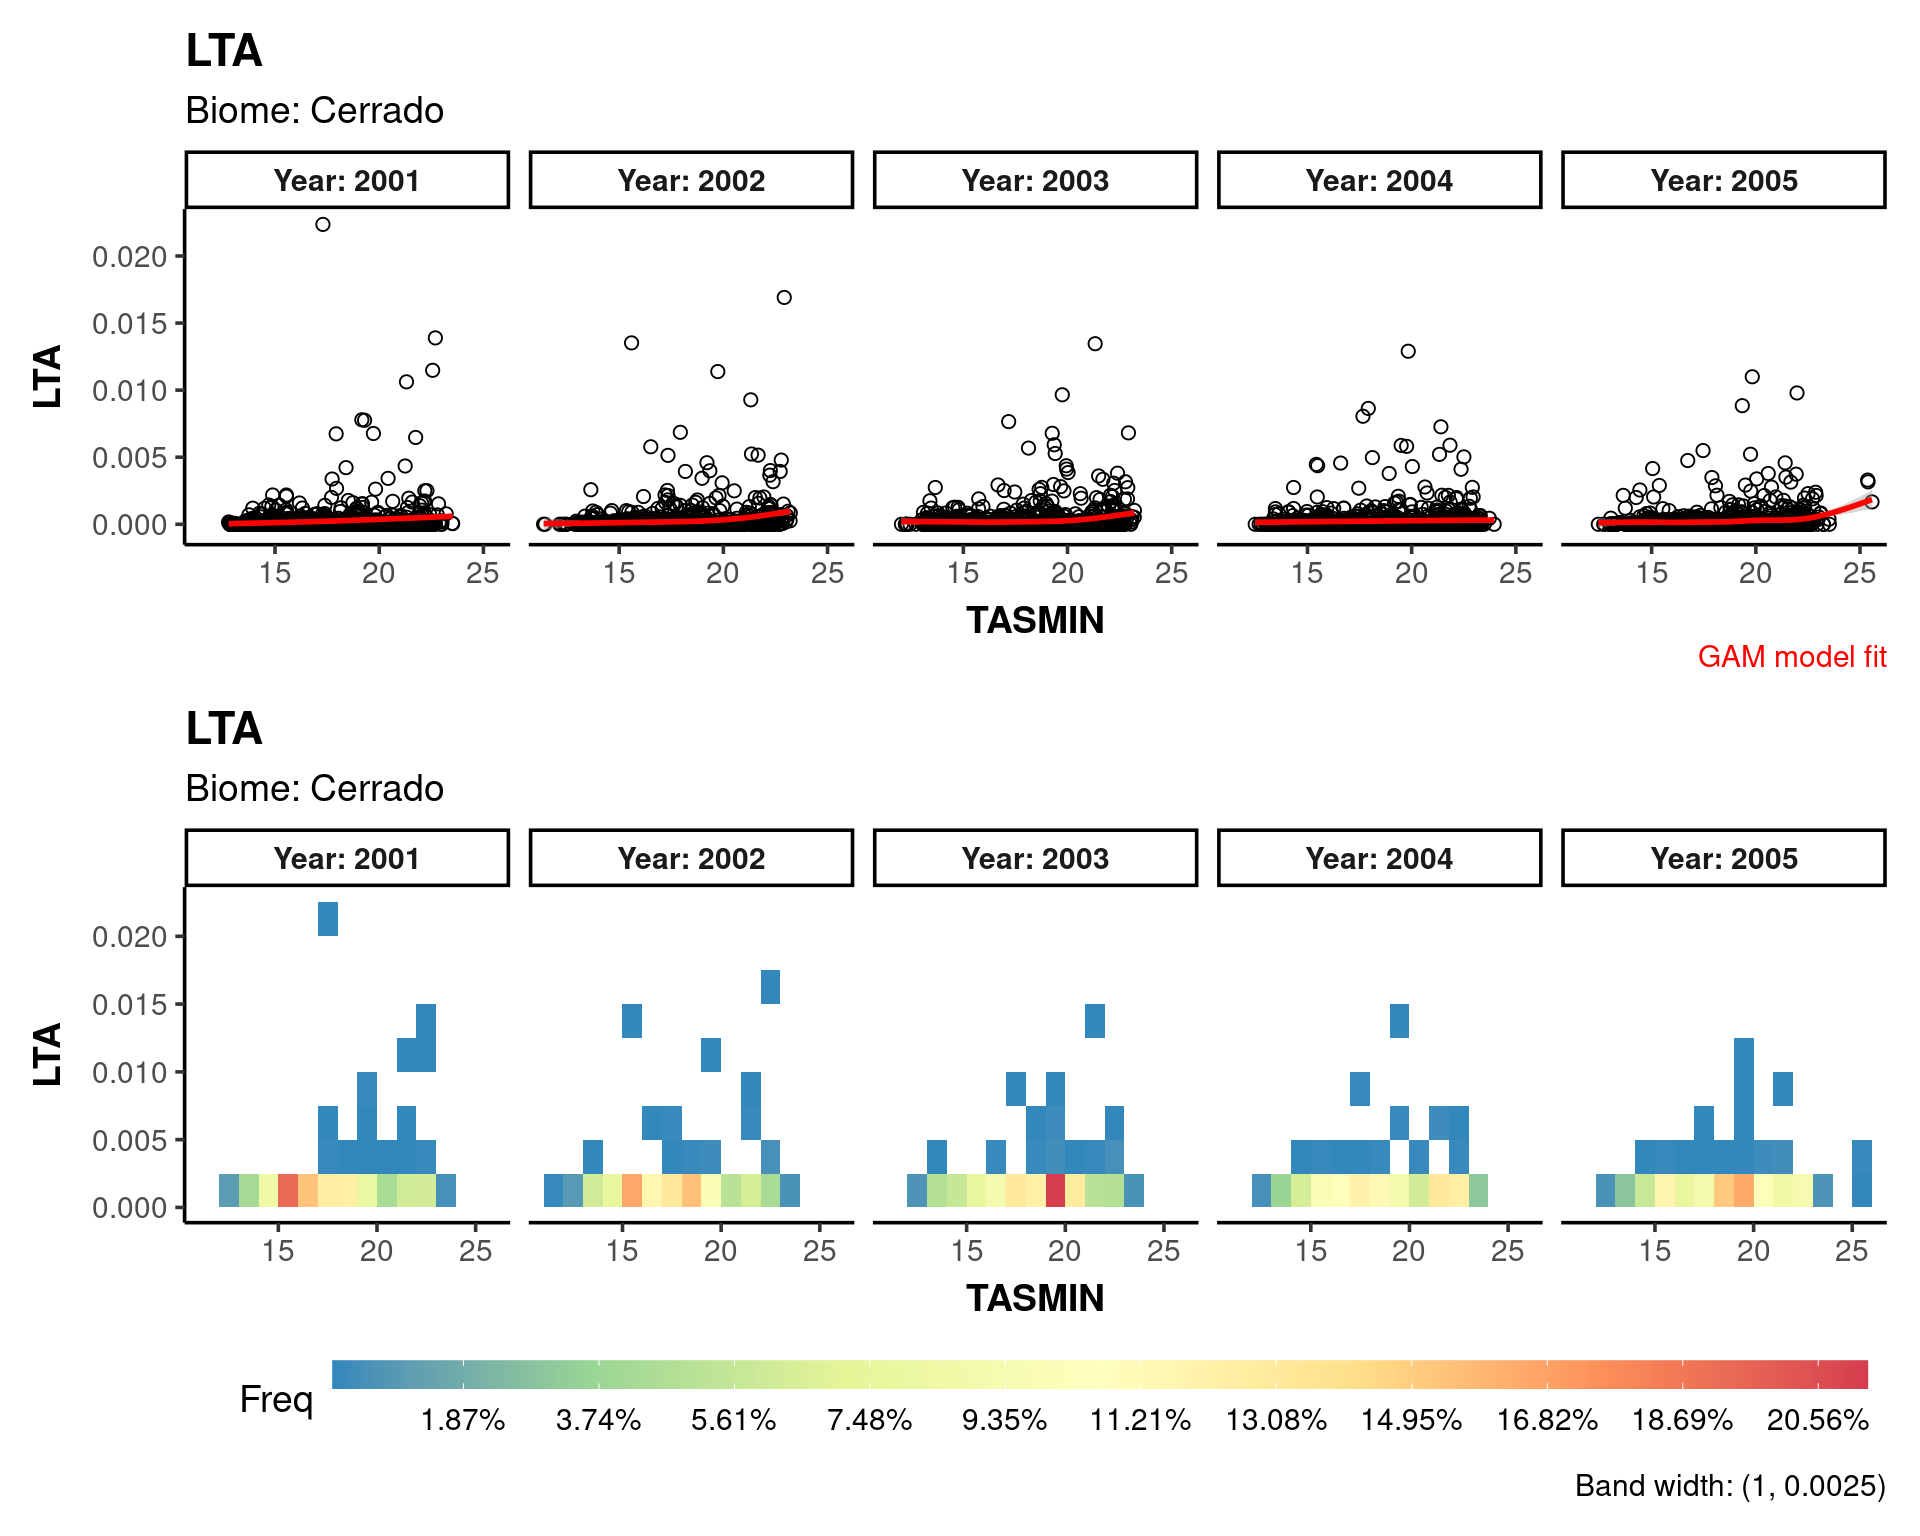 LTA
Biome: Cerrado
Year: 2001 Year: 2002 Year: 2003 Year: 2004 Year: 2005
0.020
0.015
0.010
0.005
0.000
LTA
15 20 25 15 20 25 15 20 25 15 20 25 15 20 25
TASMIN
GAM model fit
LTA
Biome: Cerrado
Year: 2001 Year: 2002 Year: 2003 Year: 2004 Year: 2005
0.020
0.015
0.010
0.005
0.000
LTA
15 20 25 15 20 25 15 20 25 15 20 25 15 20 25
TASMIN
Freq
1.87% 3.74% 5.61% 7.48% 9.35% 11.21% 13.08% 14.95% 16.82% 18.69% 20.56%
Band width: (1, 0.0025)